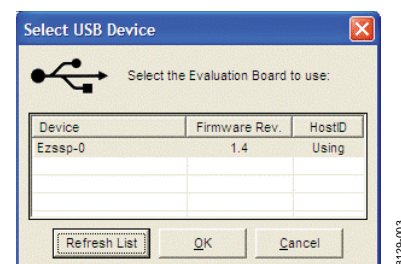 Select USB Device
Select the Evaluation Board to use:
Device Firmware Rev. HostID
Ezssp-0 1.4 Using
Refresh List OK Cancel